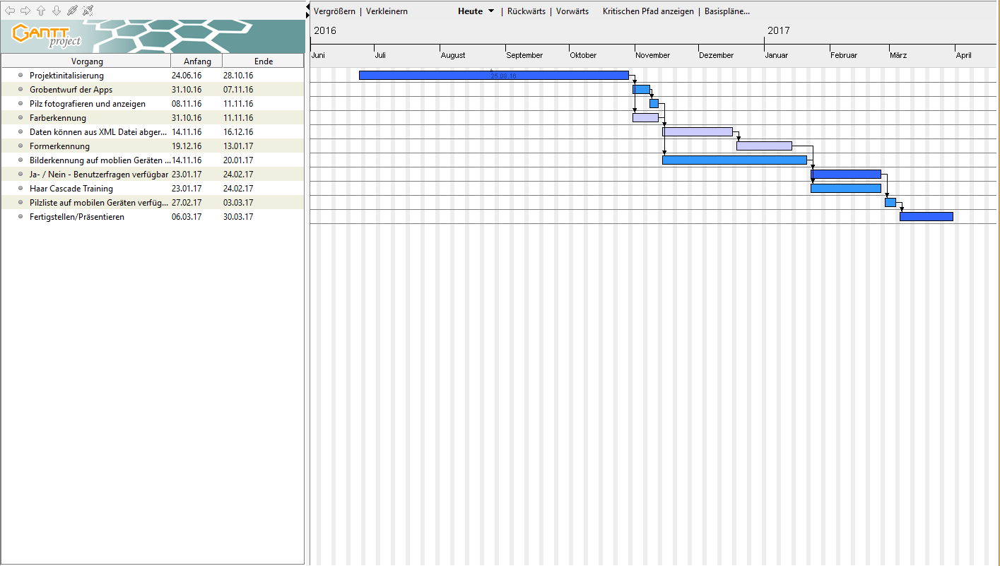 Vergrößern | Verkleinern Heute | Rückwärts | Vorwärts Kritischen Pfad anzeigen | Basispläne...
GANTT
project
2016 2017
Juni Juli August September Oktober November Dezember Januar Februar März April
Vorgang Anfang Ende
Projektinitalisierung 24.06.16 28.10.16
25.08.16
Grobentwurf der Apps 31.10.16 07.11.16
Pilz fotografieren und anzeigen 08.11.16 11.11.16
Farberkennung 31.10.16 11.11.16
Daten können aus XML Datei abger... 14.11.16 16.12.16
Formerkennung 19.12.16 13.01.17
Bilderkennung auf moblien Geräten ... 14.11.16 20.01.17
Ja- / Nein - Benutzerfragen verfügbar 23.01.17 24.02.17
Haar Cascade Training 23.01.17 24.02.17
Pilzliste auf mobilen Geräten verfüg... 27.02.17 03.03.17
Fertigstellen/Präsentieren 06.03.17 30.03.17